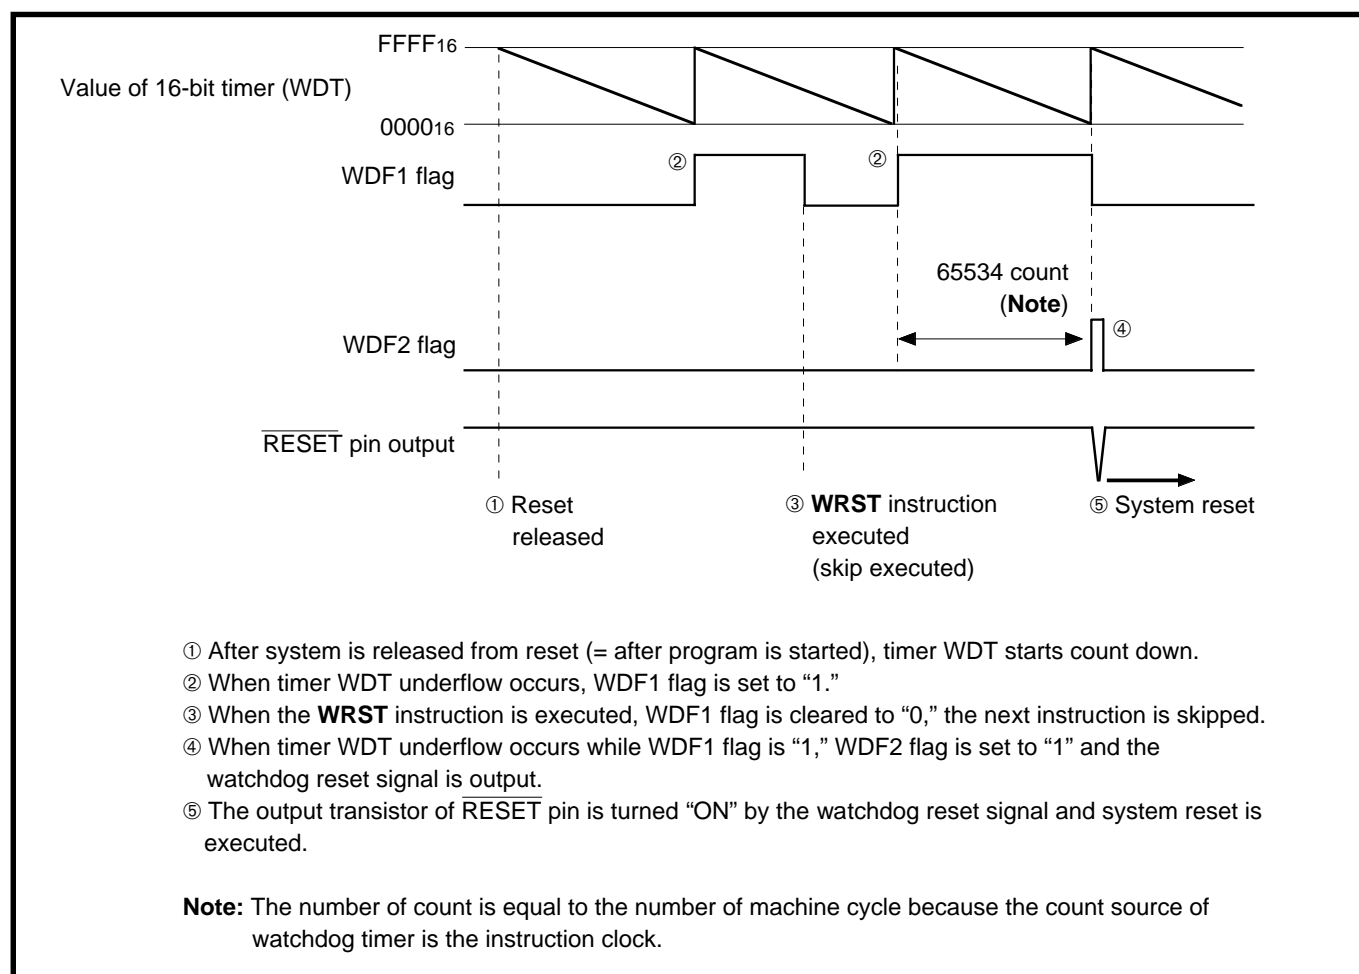 FFFF16
Value of 16-bit timer (WDT)
000016
②
②
WDF1 flag
65534 count
(Note)
④
WDF2 flag
RESET pin output
① Reset
released
③ WRST instruction
executed
(skip executed)
⑤ System reset
① After system is released from reset (= after program is started), timer WDT starts count down.
② When timer WDT underflow occurs, WDF1 flag is set to “1.”
③ When the WRST instruction is executed, WDF1 flag is cleared to “0,” the next instruction is skipped.
④ When timer WDT underflow occurs while WDF1 flag is “1,” WDF2 flag is set to “1” and the
watchdog reset signal is output.
⑤ The output transistor of RESET pin is turned “ON” by the watchdog reset signal and system reset is
executed.
Note: The number of count is equal to the number of machine cycle because the count source of
watchdog timer is the instruction clock.